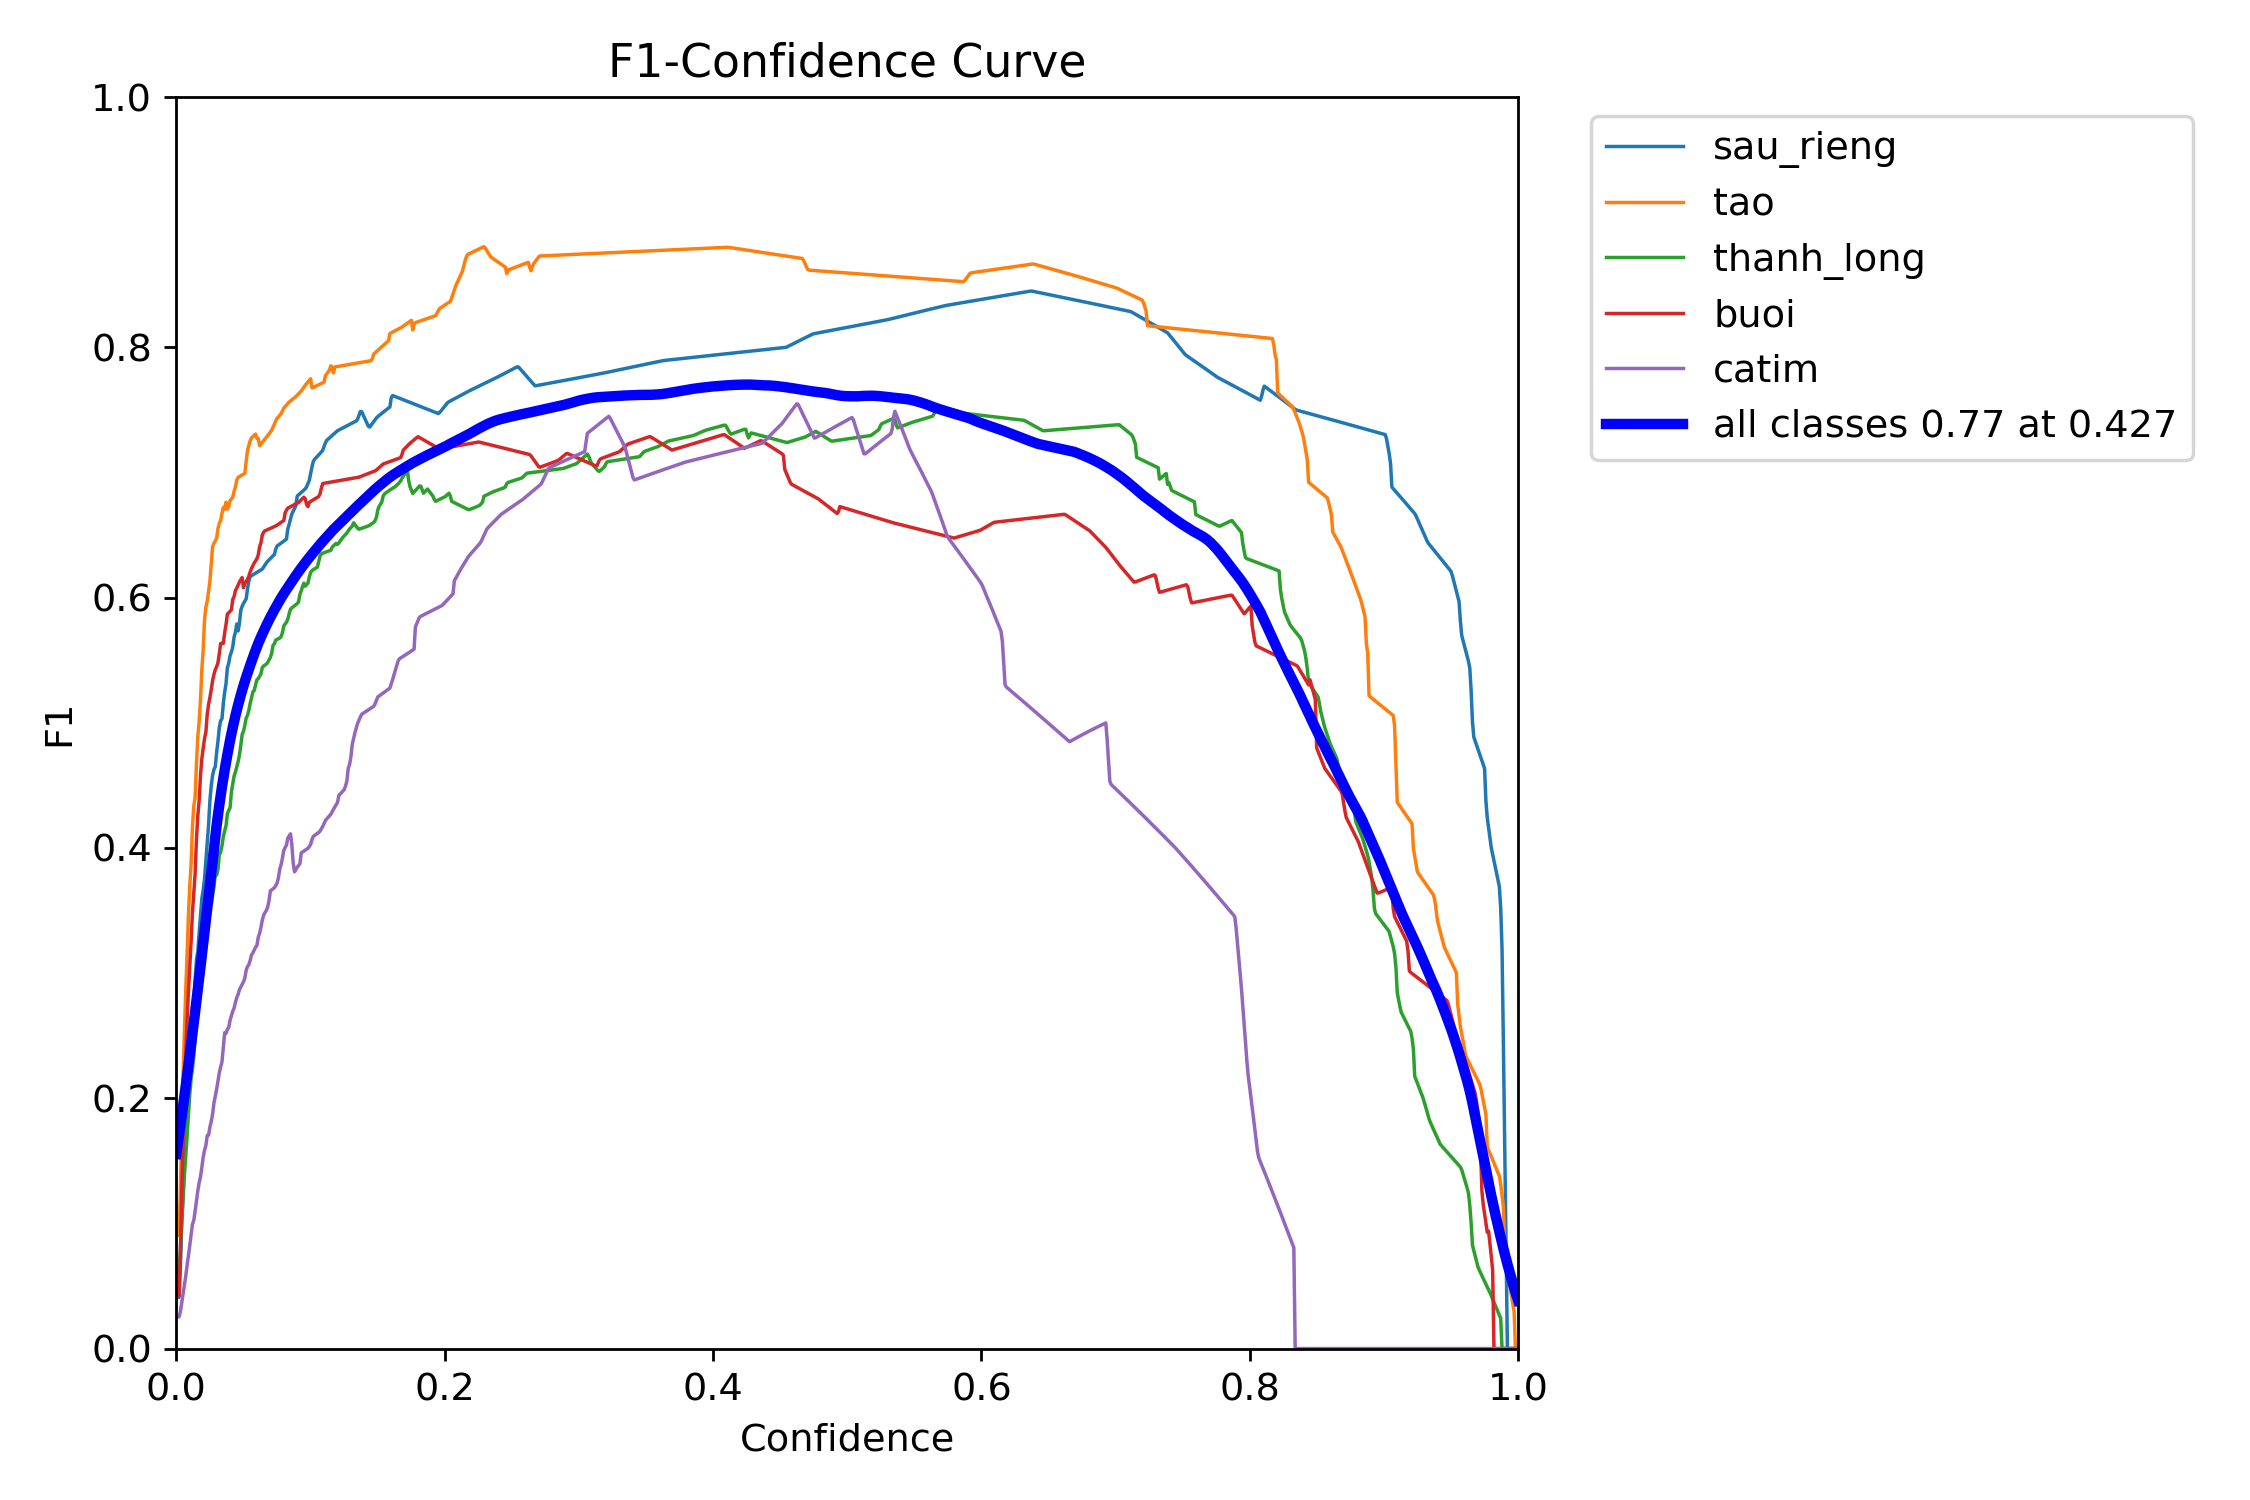 F1-Confidence Curve
1.0
0.8
0.6
0.4
0.2
0.0
F1
0.0 0.2 0.4 0.6 0.8 1.0
Confidence
sau_rieng
tao
thanh_long
buoi
catim
all classes 0.77 at 0.427